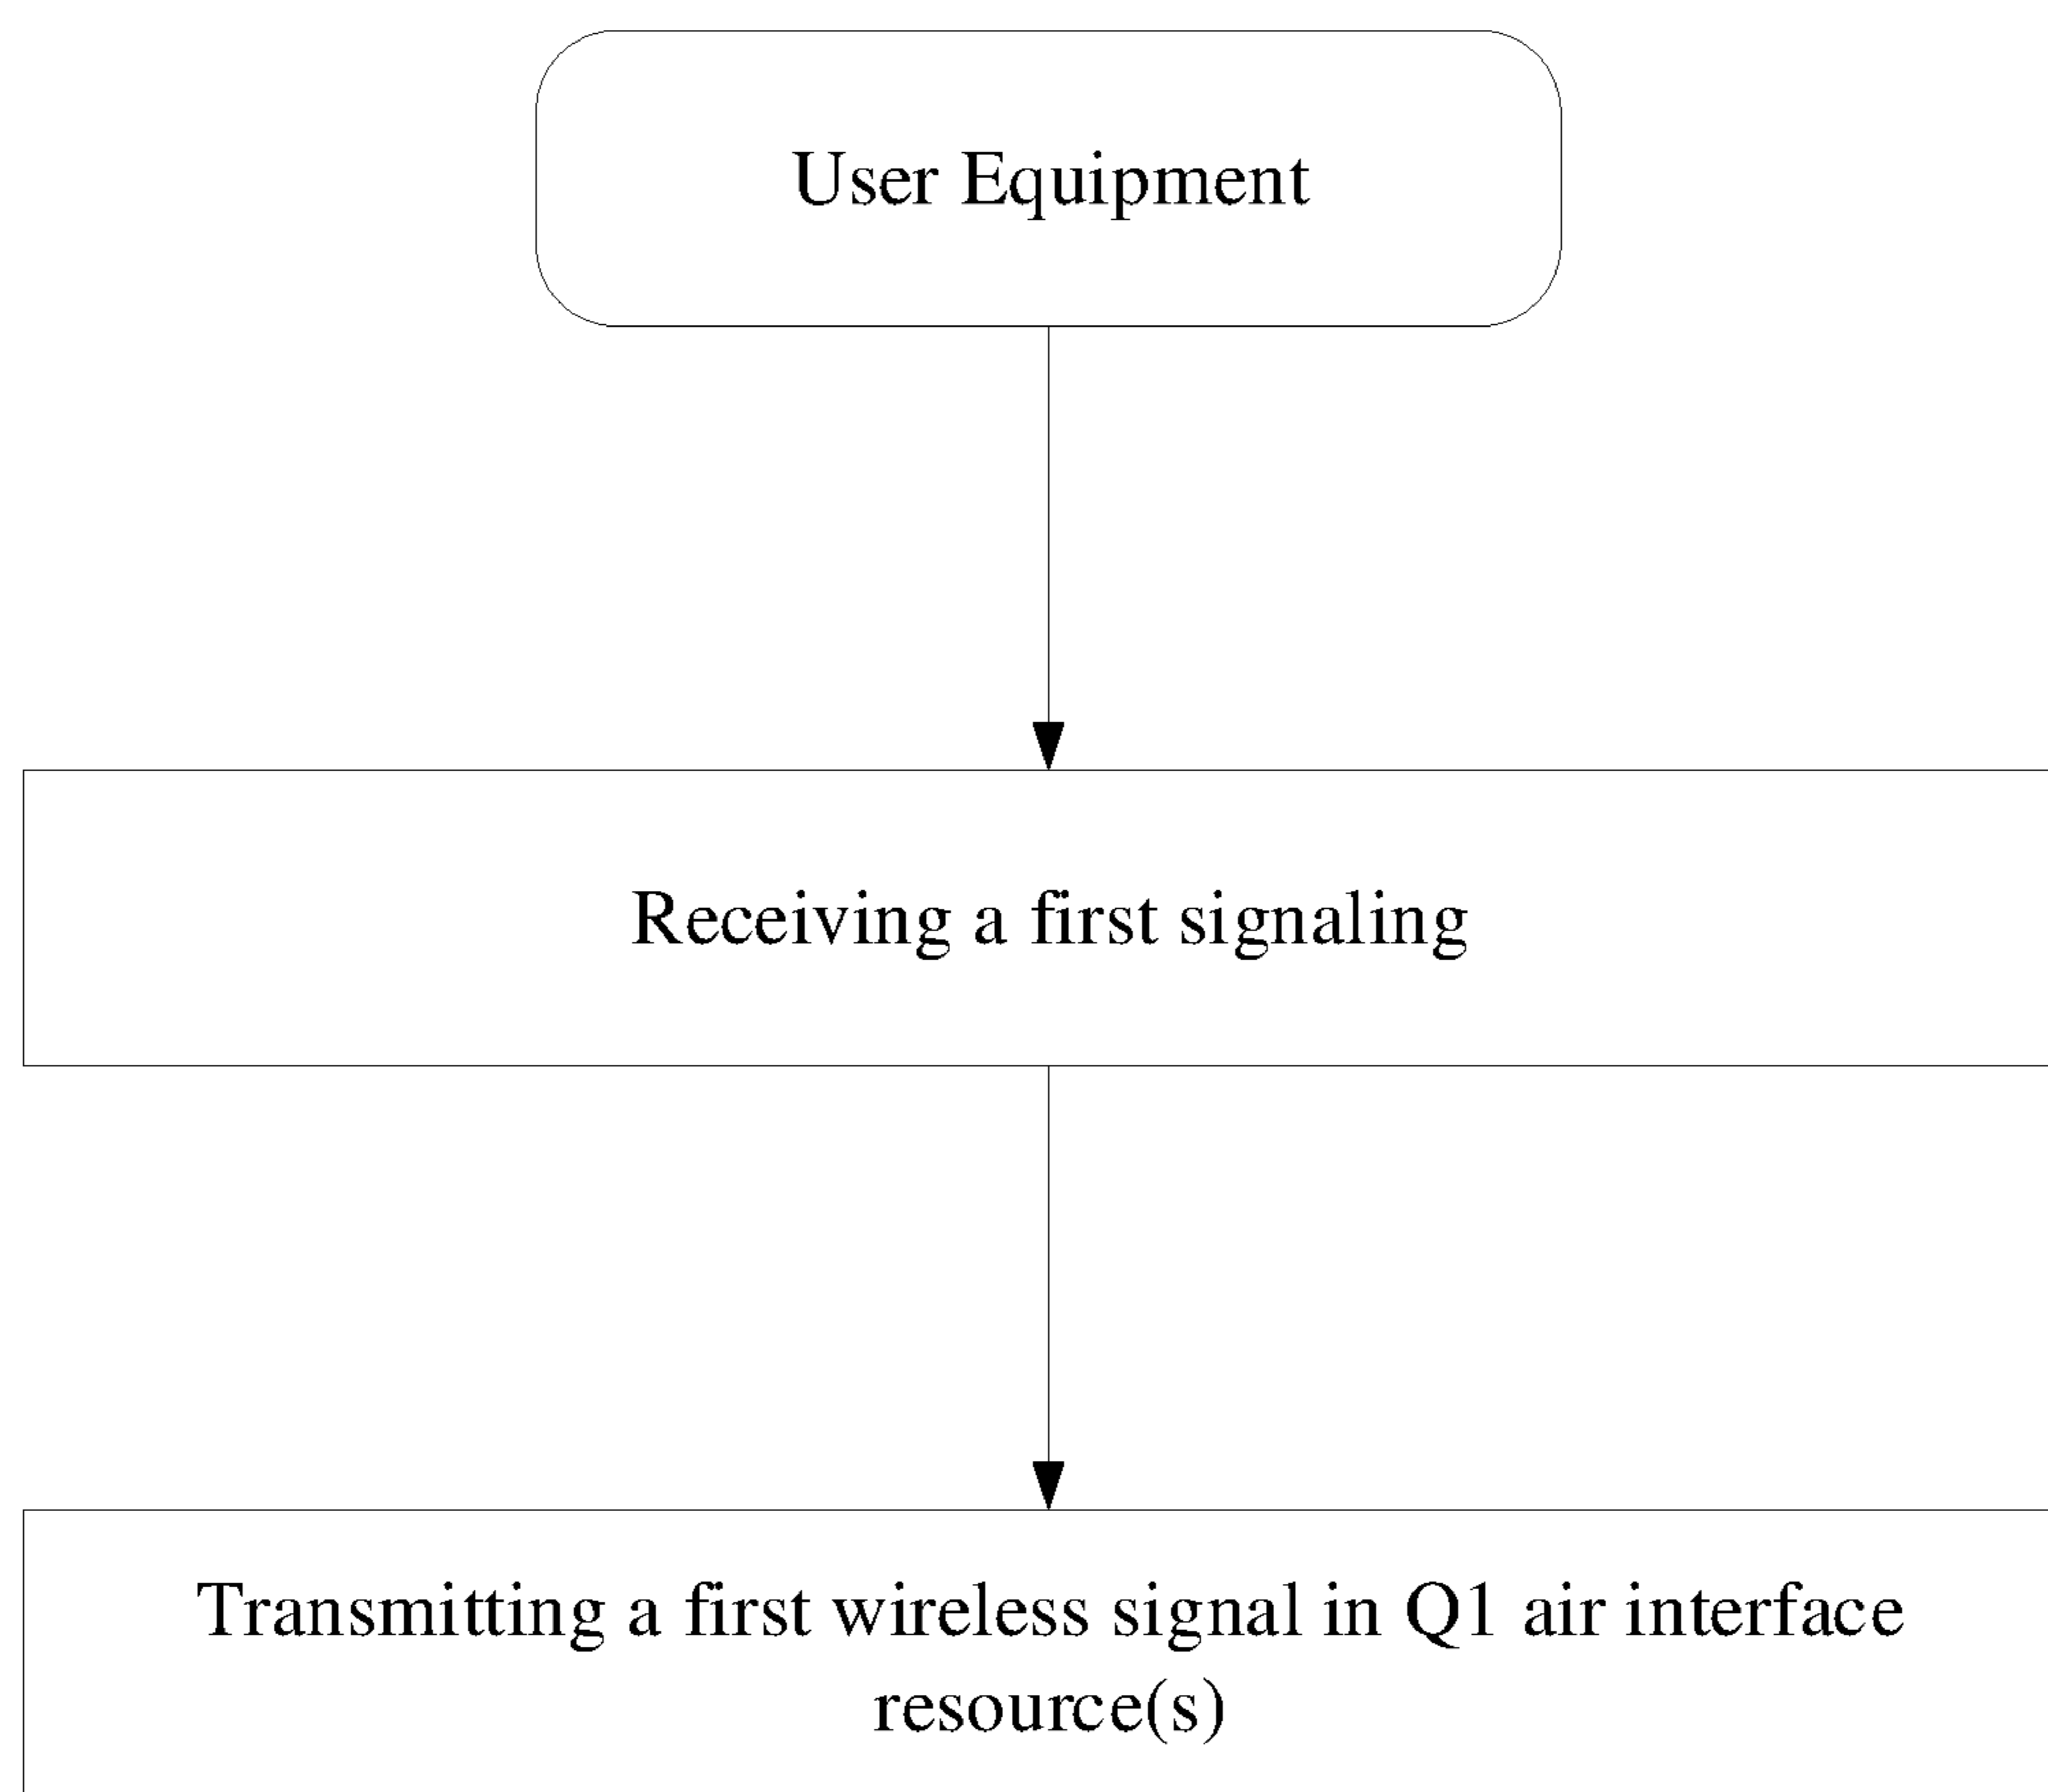 User Equipment
Receiving a first signaling
Transmitting a first wireless signal in Q1 air interface
resource(s)